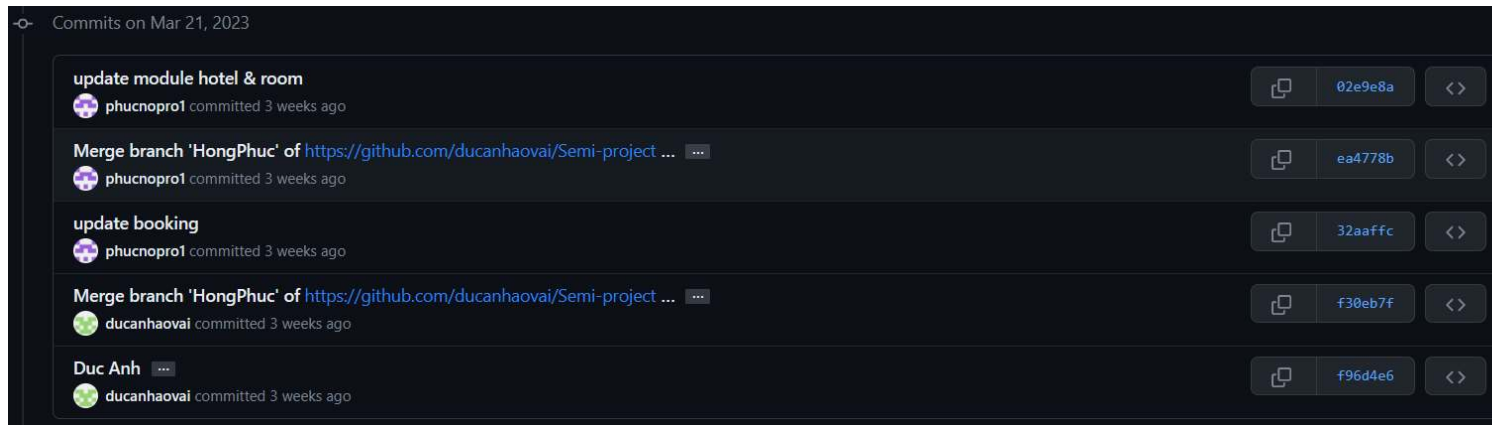 Commits on Mar 21, 2023
update module hotel & room
phucnopro1 committed 3 weeks ago
02e9e8a
Merge branch 'HongPhuc' of https://github.com/ducanhaovai/Semi-project ... ...
phucnopro1 committed 3 weeks ago
ea4778b
update booking
phucnopro1 committed 3 weeks ago
32aaffc
Merge branch 'HongPhuc' of https://github.com/ducanhaovai/Semi-project ... ...
ducanhaovai committed 3 weeks ago
f30eb7f
Duc Anh ...
ducanhaovai committed 3 weeks ago
f96d4e6